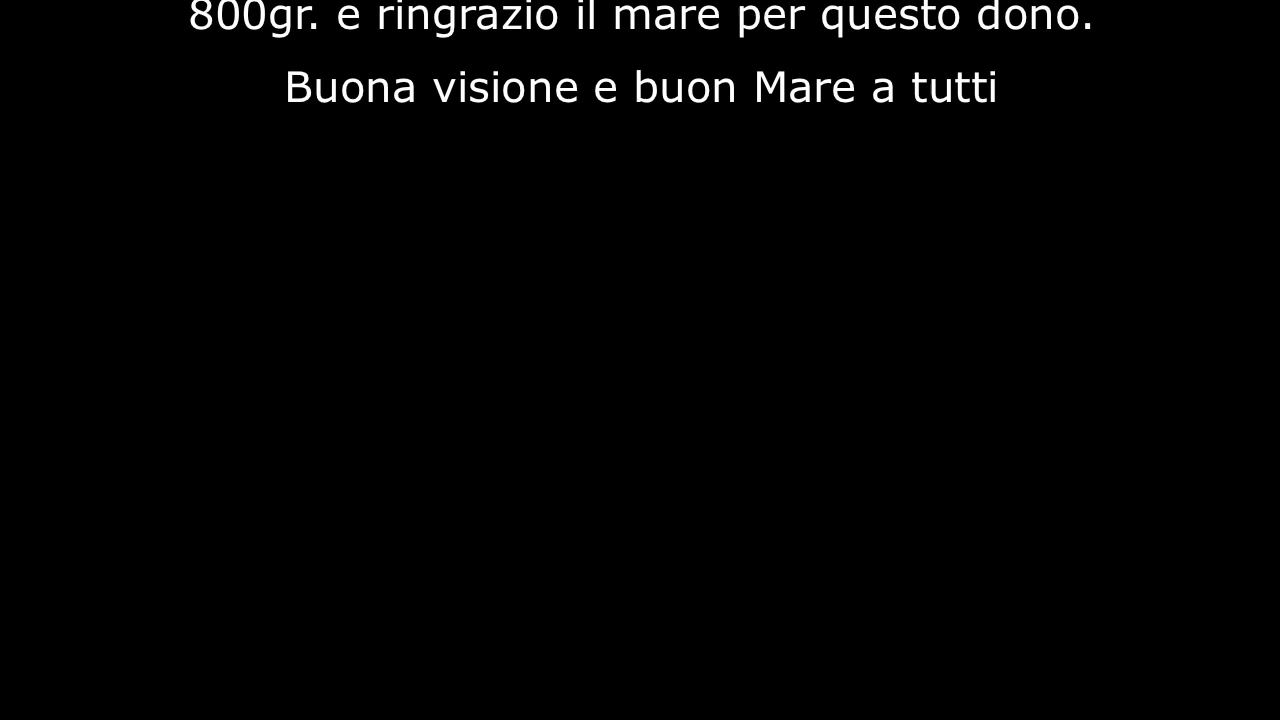 800gr. e ringrazio il mare per questo dono.
Buona visione e buon Mare a tutti